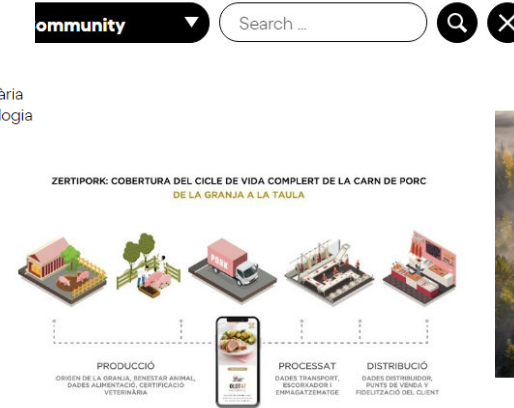 ommunity
Search ...
ària
logia
ZERTIPORK: COBERTURA DEL CICLE DE VIDA COMPLERT DE LA CARN DE PORC
DE LA GRANJA A LA TAULA
PORK
PRODUCCIÓ
ORIGEN DE LA GRANJA, BENESTAR ANIMAL,
DADES ALIMENTACIÓ, CERTIFICACIO
VETERINÀRIA
PROCESSAT
DADES TRANSPORT,
ESCORXADOR I
EMMAGATZEMATGE
DISTRIBUCIÓ
DADES DISTRIBUIDOR,
PUNTS DE VENDA Y
FIDELITZACIÓ DEL CLIENT